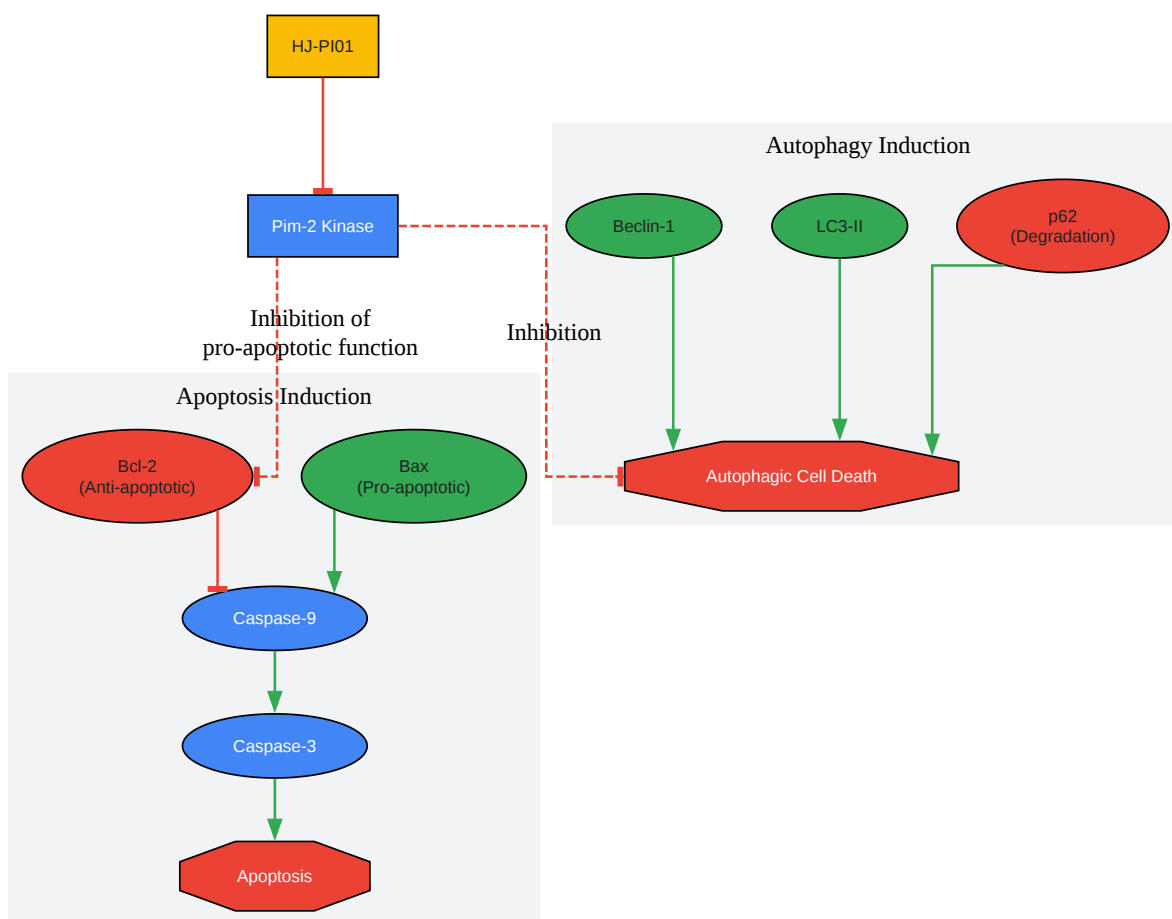 HJ-PI01
Autophagy Induction
Pim-2 Kinase
Beclin-1
LC3-II
p62
(Degradation)
Inhibition of
pro-apoptotic function
Inhibition
Apoptosis Induction
Bcl-2
(Anti-apoptotic)
Bax
(Pro-apoptotic)
Autophagic Cell Death
Caspase-9
Caspase-3
Apoptosis